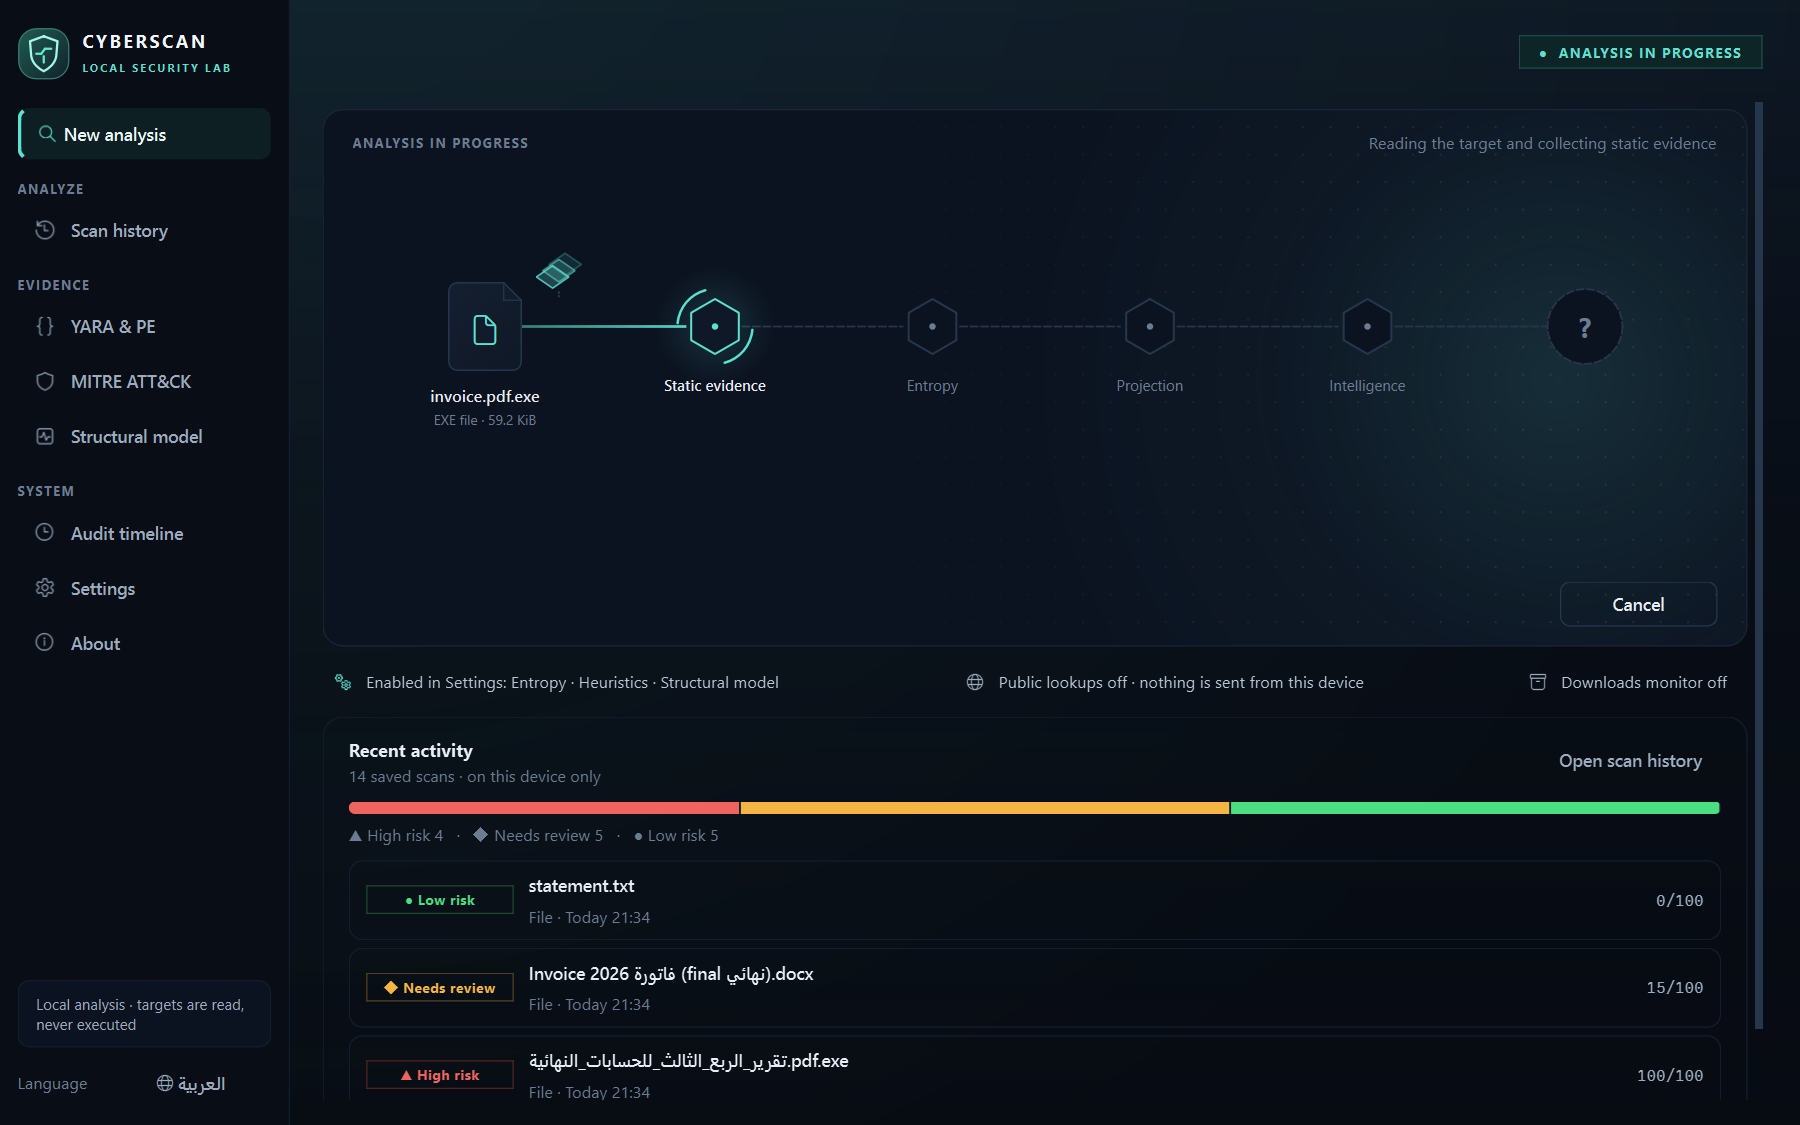 CYBERSCAN
LOCAL SECURITY LAB
New analysis
ANALYZE
Scan history
EVIDENCE
YARA & PE
MITRE ATT&CK
Structural model
SYSTEM
Audit timeline
Settings
About
Local analysis · targets are read,
never executed
Language
العربية
● ANALYSIS IN PROGRESS
ANALYSIS IN PROGRESS
Reading the target and collecting static evidence
invoice.pdf.exe
EXE file · 59.2 KiB
Static evidence
Entropy
Projection
Intelligence
?
Cancel
Enabled in Settings: Entropy · Heuristics · Structural model
Public lookups off · nothing is sent from this device
Downloads monitor off
Recent activity
14 saved scans · on this device only
Open scan history
▲ High risk 4 · ◆ Needs review 5 · ● Low risk 5
● Low risk
statement.txt
File · Today 21:34
0/100
◆ Needs review
Invoice 2026 فاتورة (final نهائي).docx
File · Today 21:34
15/100
▲ High risk
تقرير_الربع_الثالث_للحسابات_النهائية.pdf.exe
File · Today 21:34
100/100